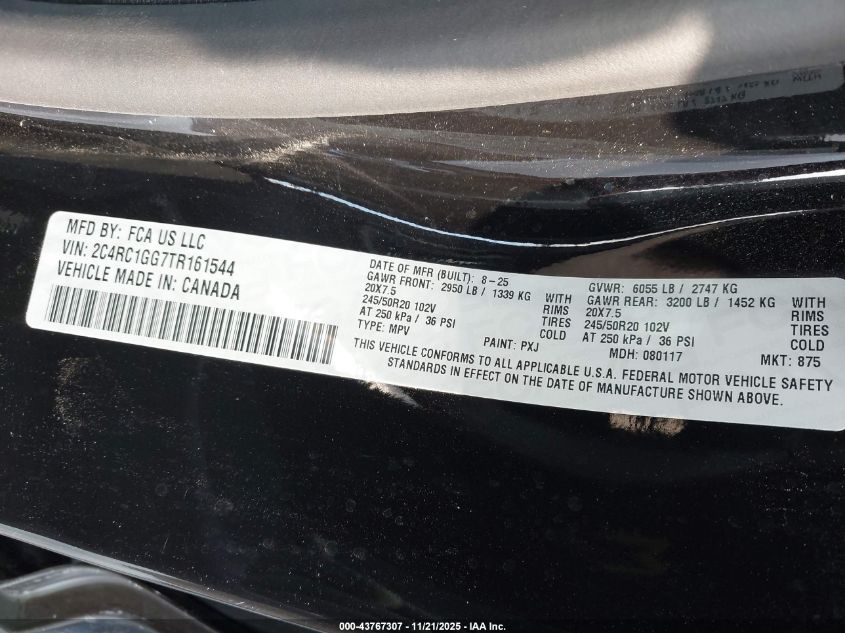 MFD BY: FCA US LLC
VIN: 2C4RC1GG7TR161544
VEHICLE MADE IN: CANADA
DATE OF MFR (BUILT): 8-25
GAWR FRONT: 2950 LB / 1339 KG WITH
20X7.5 RIMS
245/50R20 102V TIRES
AT 250 kPa / 36 PSI COLD
TYPE: MPV PAINT: PXJ
GVWR: 6055 LB / 2747 KG
GAWR REAR: 3200 LB / 1452 KG WITH
20X7.5 RIMS
245/50R20 102V TIRES
AT 250 kPa / 36 PSI COLD
MDH: 080117 MKT: 875
THIS VEHICLE CONFORMS TO ALL APPLICABLE U.S.A. FEDERAL MOTOR VEHICLE SAFETY
STANDARDS IN EFFECT ON THE DATE OF MANUFACTURE SHOWN ABOVE.
000-43767307 - 11/21/2025 - IAA Inc.